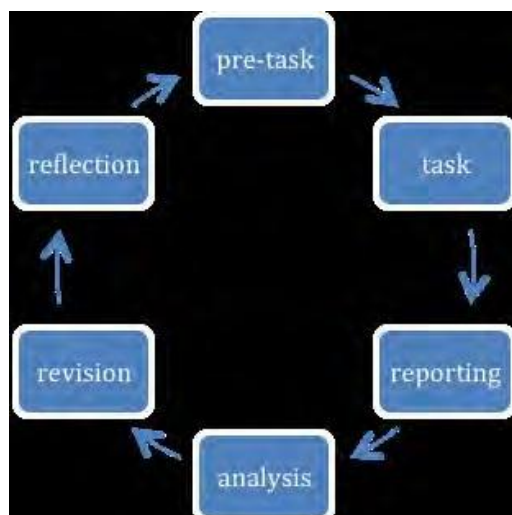 pre-task
task
reporting
analysis
revision
reflection